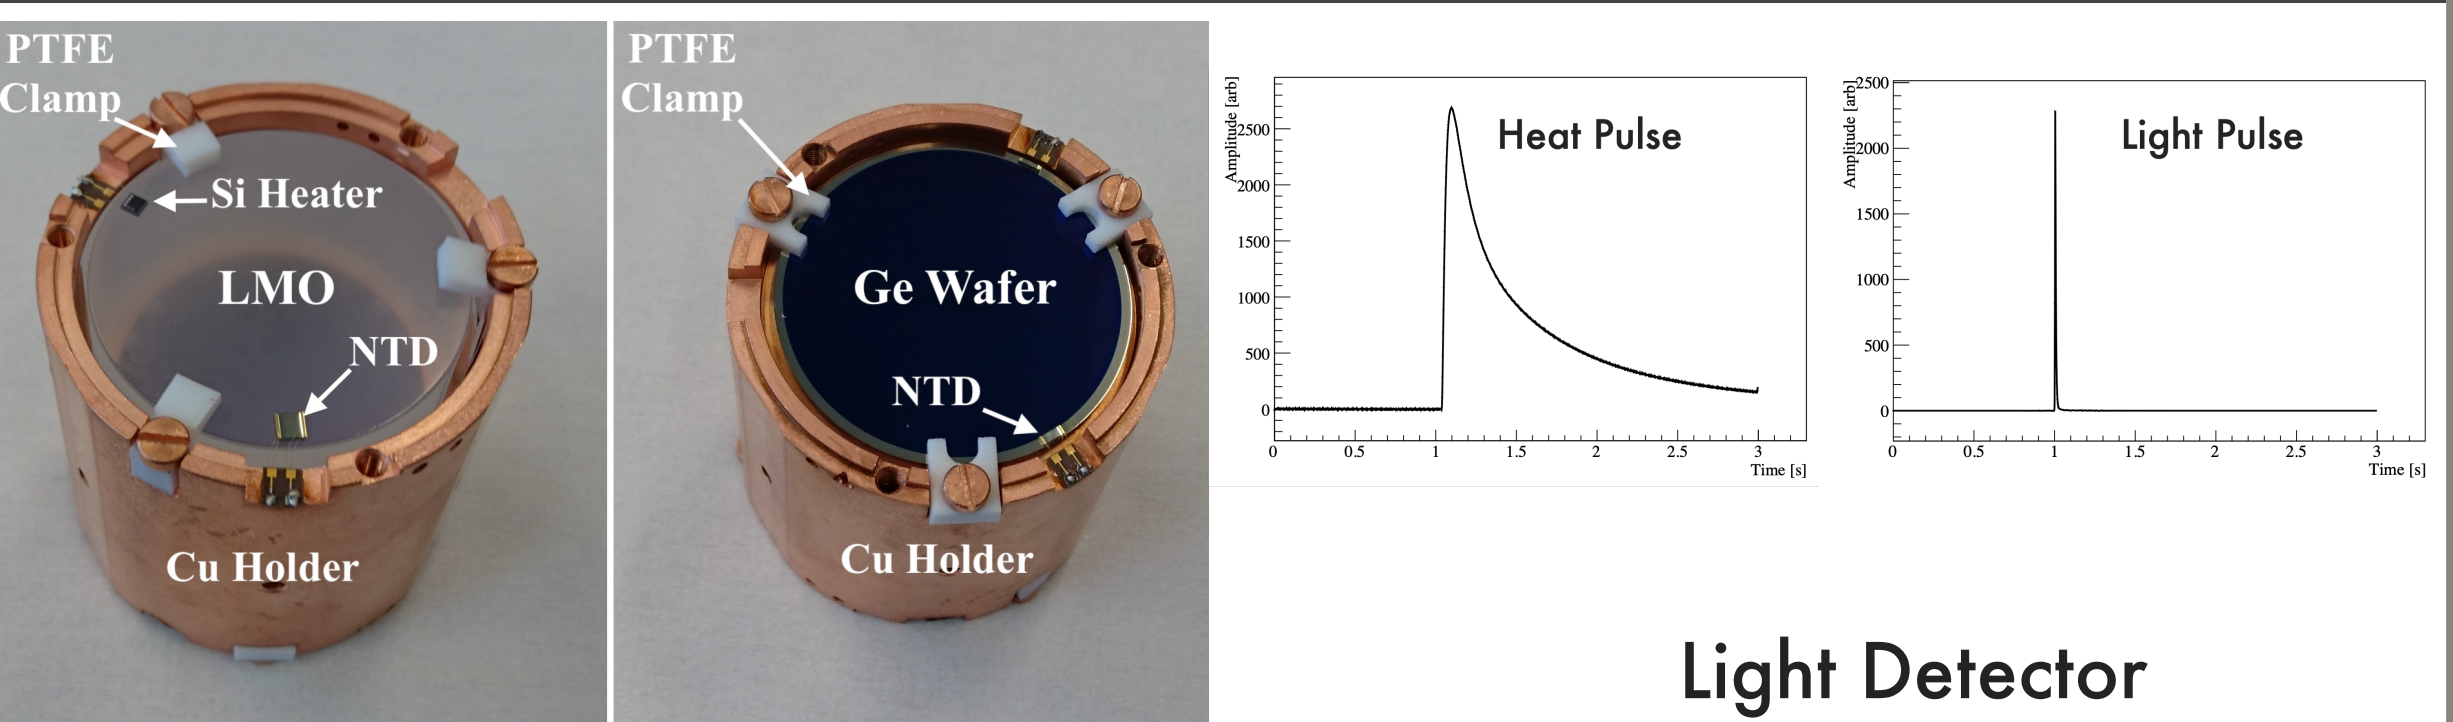 PTFE
Clamp
Si Heater
LMO
NTD
Cu Holder
PTFE
Clamp
Ge Wafer
NTD
Cu Holder
Amplitude [arb]
Heat Pulse
2500
2000
1500
1000
500
0
0 0.5 1 1.5 2 2.5 3
Time [s]
Amplitude [arb]
Light Pulse
2500
2000
1500
1000
500
0
0 0.5 1 1.5 2 2.5 3
Time [s]
Light Detector